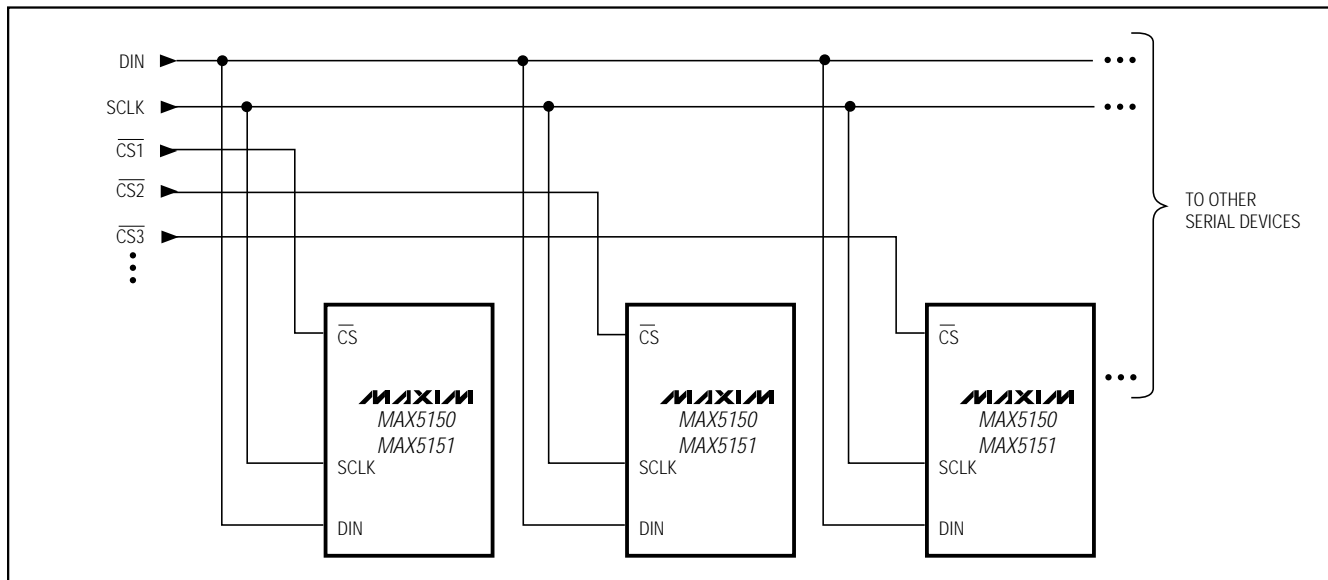 DIN
SCLK
CS1
CS2
CS3
TO OTHER
SERIAL DEVICES
CS
MAXIM
MAX5150
MAX5151
SCLK
DIN
CS
MAXIM
MAX5150
MAX5151
SCLK
DIN
CS
MAXIM
MAX5150
MAX5151
SCLK
DIN